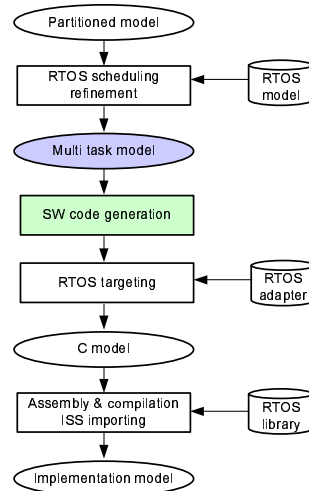 Partitioned model
RTOS scheduling
refinement
RTOS
model
Multi task model
SW code generation
RTOS targeting
RTOS
adapter
C model
Assembly & compilation
ISS importing
RTOS
library
Implementation model